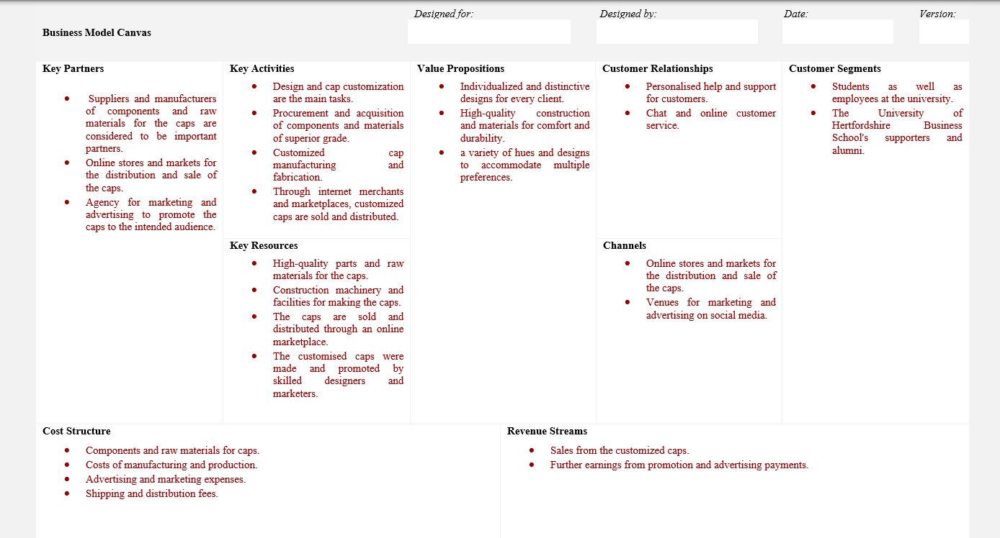 Designed for:
Designed by:
Date:
Version:
Business Model Canvas
Key Partners
• Suppliers and manufacturers
of components and raw
materials for the caps are
considered to be important
partners.
• Online stores and markets for
the distribution and sale of
the caps.
• Agency for marketing and
advertising to promote the
caps to the intended audience.
Key Activities
• Design and cap customization
are the main tasks.
• Procurement and acquisition
of components and materials
of superior grade.
• Customized cap
manufacturing and
fabrication.
• Through internet merchants
and marketplaces, customized
caps are sold and distributed.
Key Resources
• High-quality parts and raw
materials for the caps.
• Construction machinery and
facilities for making the caps.
• The caps are sold and
distributed through an online
marketplace.
• The customised caps were
made and promoted by
skilled designers and
marketers.
Value Propositions
• Individualized and distinctive
designs for every client.
• High-quality construction
and materials for comfort and
durability.
• a variety of hues and designs
to accommodate multiple
preferences.
Customer Relationships
• Personalised help and support
for customers.
• Chat and online customer
service.
Channels
• Online stores and markets for
the distribution and sale of
the caps.
• Venues for marketing and
advertising on social media.
Customer Segments
• Students as well as
employees at the university.
• The University of
Hertfordshire Business
School's supporters and
alumni.
Cost Structure
• Components and raw materials for caps.
• Costs of manufacturing and production.
• Advertising and marketing expenses.
• Shipping and distribution fees.
Revenue Streams
• Sales from the customized caps.
• Further earnings from promotion and advertising payments.